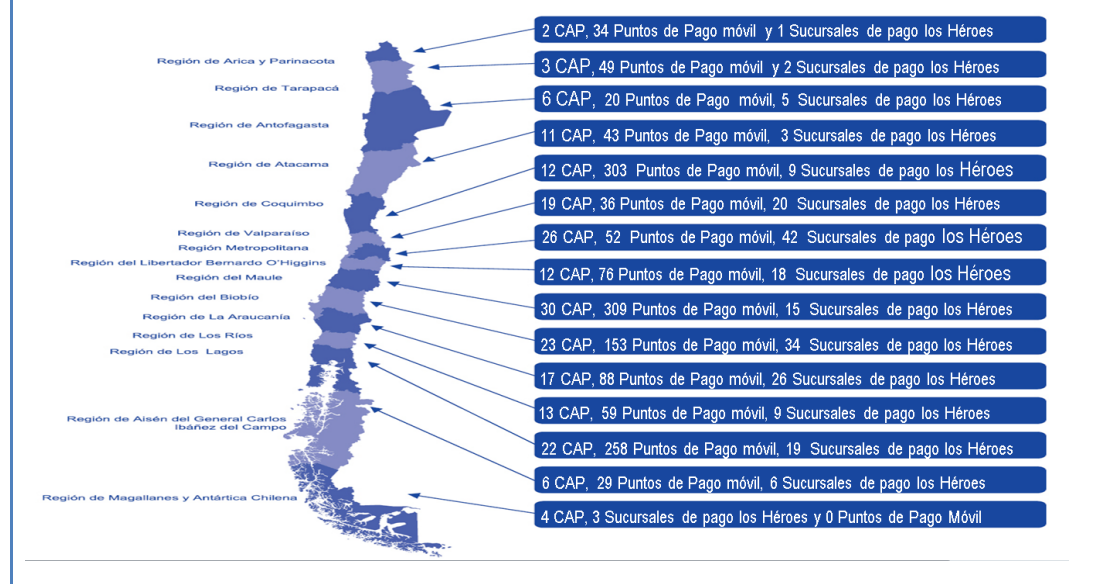 Región de Arica y Parinacota
Región de Tarapacá
Región de Antofagasta
Región de Atacama
Región de Coquimbo
Región de Valparaíso
Región Metropolitana
Región del Libertador Bernardo O'Higgins
Región del Maule
Región del Biobío
Región de La Araucanía
Región de Los Ríos
Región de Los Lagos
Región de Aisén del General Carlos
Ibáñez del Campo
Región de Magallanes y Antártica Chilena
2 CAP, 34 Puntos de Pago móvil y 1 Sucursales de pago los Héroes
3 CAP, 49 Puntos de Pago móvil y 2 Sucursales de pago los Héroes
6 CAP, 20 Puntos de Pago móvil, 5 Sucursales de pago los Héroes
11 CAP, 43 Puntos de Pago móvil, 3 Sucursales de pago los Héroes
12 CAP, 303 Puntos de Pago móvil, 9 Sucursales de pago los Héroes
19 CAP, 36 Puntos de Pago móvil, 20 Sucursales de pago los Héroes
26 CAP, 52 Puntos de Pago móvil, 42 Sucursales de pago los Héroes
12 CAP, 76 Puntos de Pago móvil, 18 Sucursales de pago los Héroes
30 CAP, 309 Puntos de Pago móvil, 15 Sucursales de pago los Héroes
23 CAP, 153 Puntos de Pago móvil, 34 Sucursales de pago los Héroes
17 CAP, 88 Puntos de Pago móvil, 26 Sucursales de pago los Héroes
13 CAP, 59 Puntos de Pago móvil, 9 Sucursales de pago los Héroes
22 CAP, 258 Puntos de Pago móvil, 19 Sucursales de pago los Héroes
6 CAP, 29 Puntos de Pago móvil, 6 Sucursales de pago los Héroes
4 CAP, 3 Sucursales de pago los Héroes y 0 Puntos de Pago Móvil